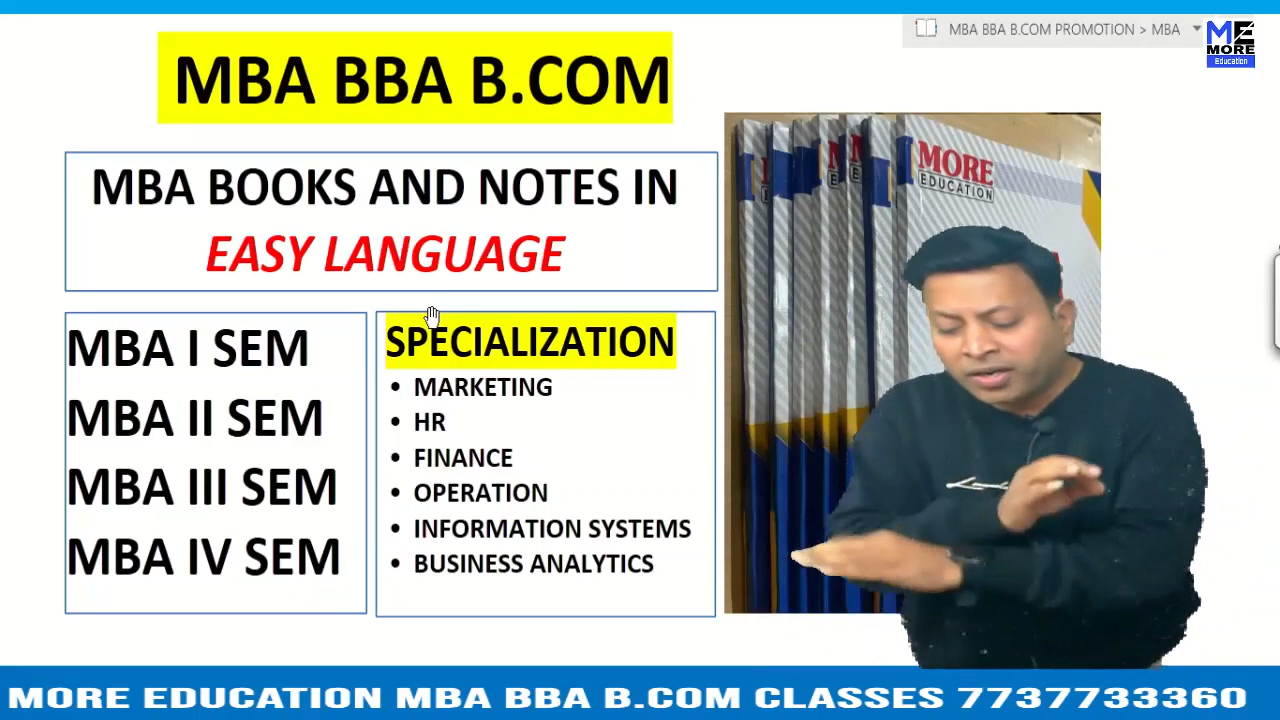 MBA BBA B.COM PROMOTION > MBA
ME
MORE
Education
MBA BBA B.COM
MBA BOOKS AND NOTES IN
EASY LANGUAGE
MBA I SEM
MBA II SEM
MBA III SEM
MBA IV SEM
SPECIALIZATION
• MARKETING
• HR
• FINANCE
• OPERATION
• INFORMATION SYSTEMS
• BUSINESS ANALYTICS
MORE
EDUCATION
MORE EDUCATION MBA BBA B.COM CLASSES 7737733360